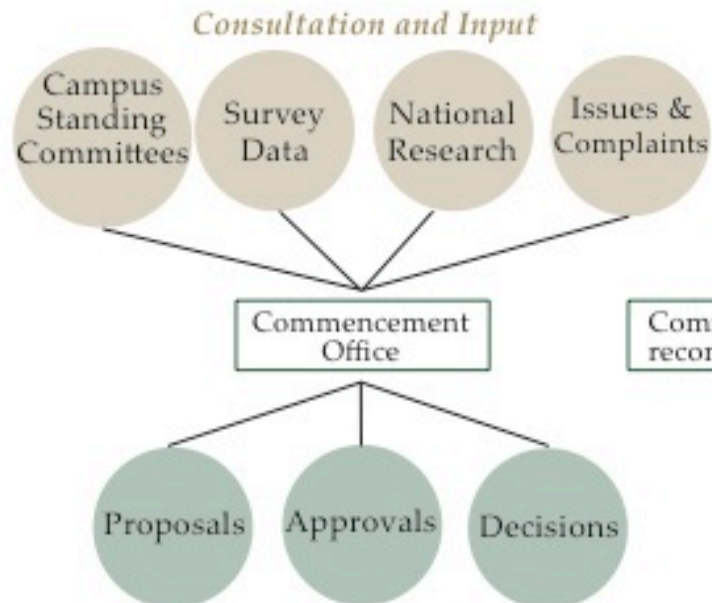 Consultation and Input
Campus
Standing
Committees
Survey
Data
National
Research
Issues &
Complaints
Commencement
Office
Proposals
Approvals
Decisions